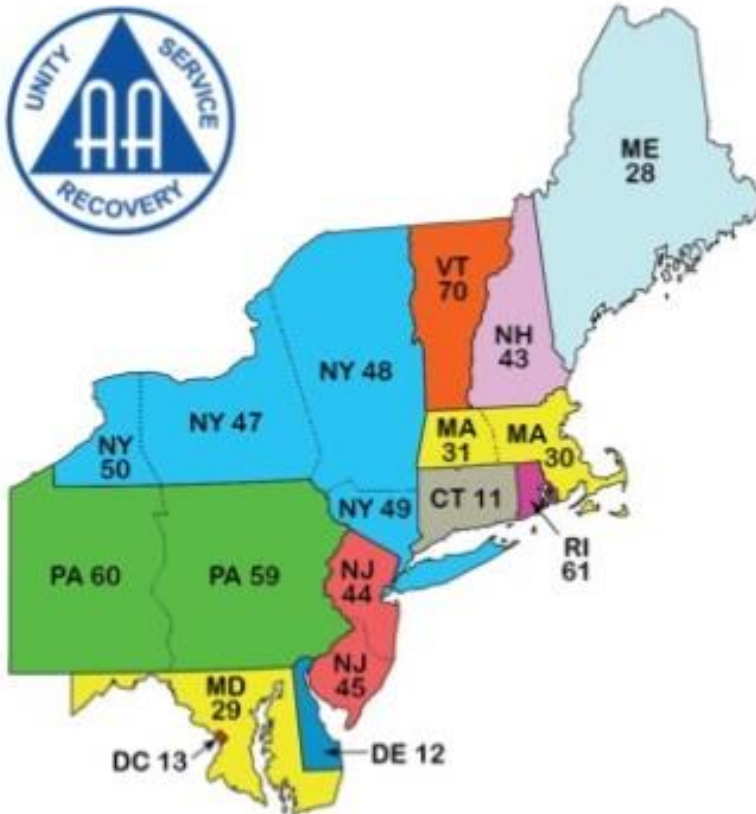 UNITY
SERVICE
AA
RECOVERY
ME
28
VT
70
NH
43
NY 48
NY 47
NY
50
MA
31
MA
30
CT 11
NY 49
RI
61
PA 60
PA 59
NJ
44
NJ
45
MD
29
DC 13
DE 12